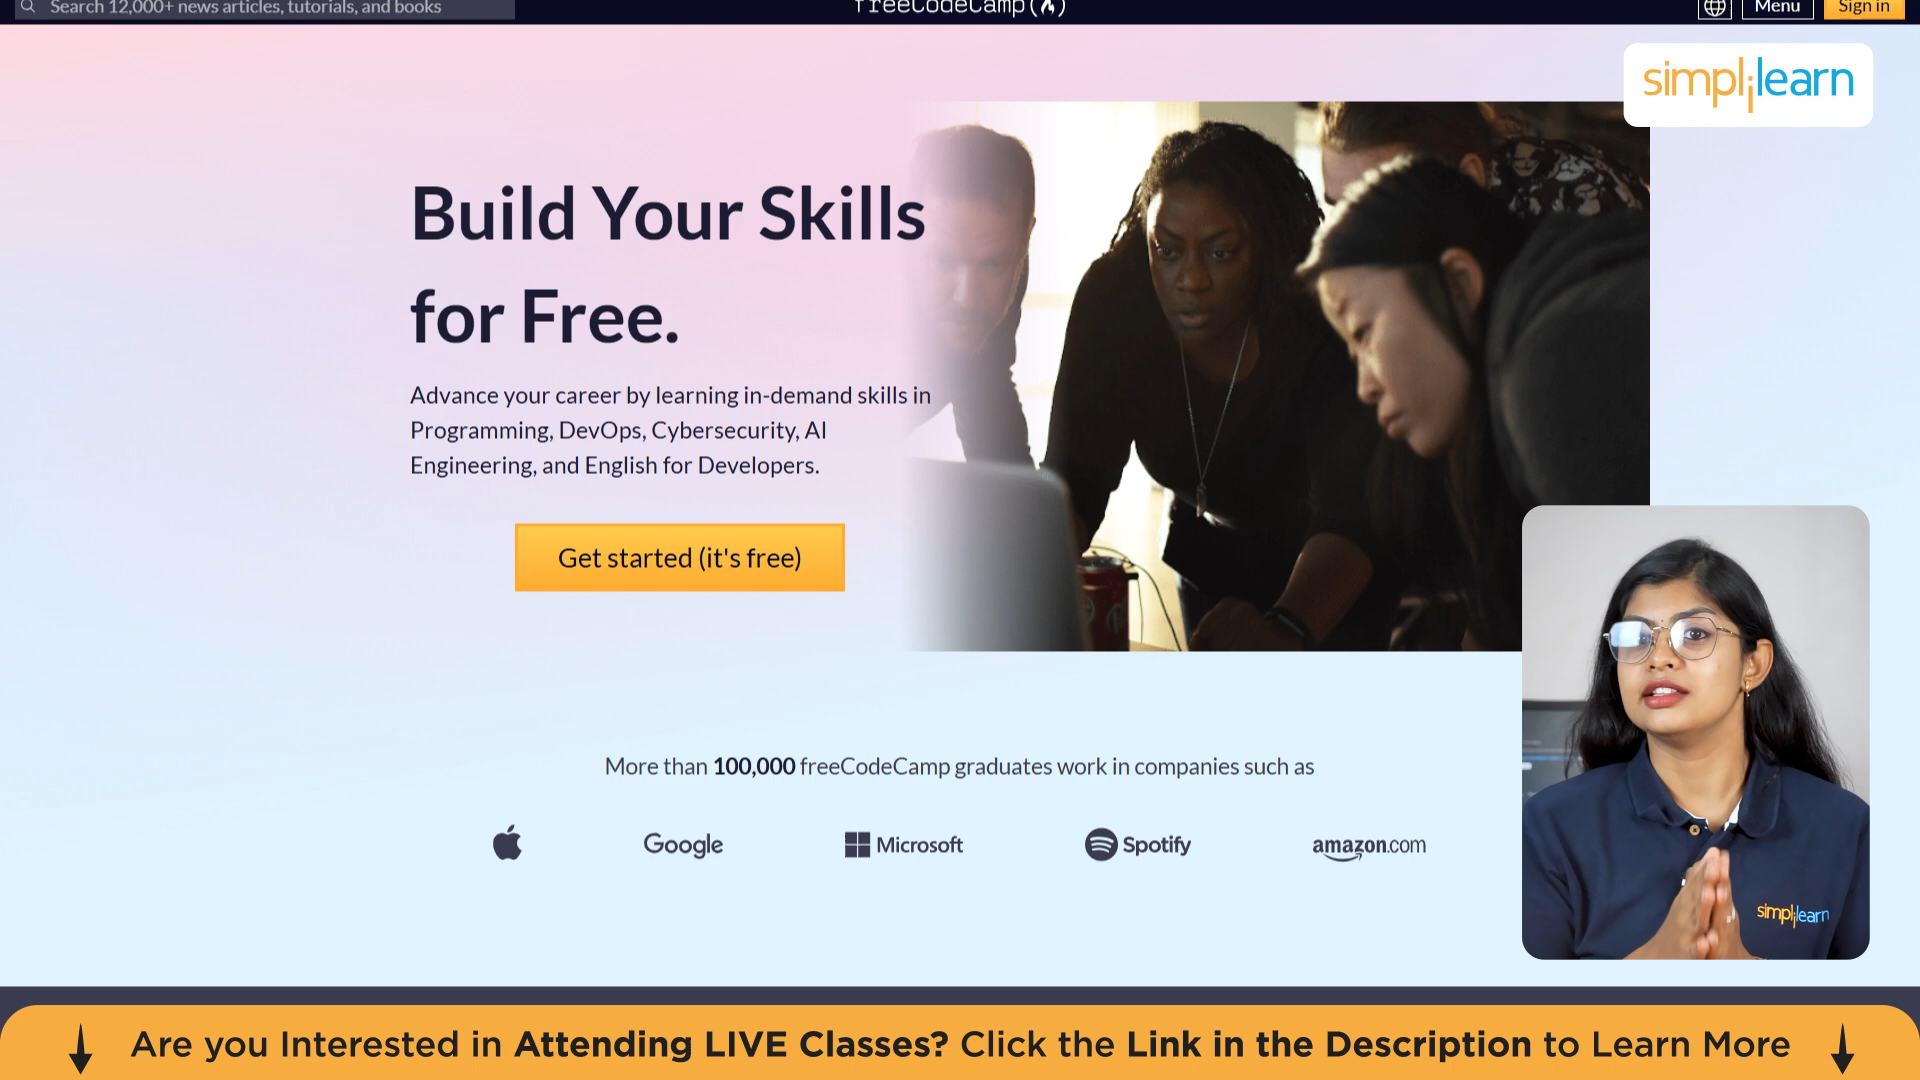 Search 12,000+ news articles, tutorials, and books
freeCodeCamp
Menu
Sign in
simplilearn
Build Your Skills
for Free.
Advance your career by learning in-demand skills in
Programming, DevOps, Cybersecurity, AI
Engineering, and English for Developers.
Get started (it's free)
More than 100,000 freeCodeCamp graduates work in companies such as
Google
Microsoft
Spotify
amazon.com
simplilearn
Are you Interested in Attending LIVE Classes? Click the Link in the Description to Learn More